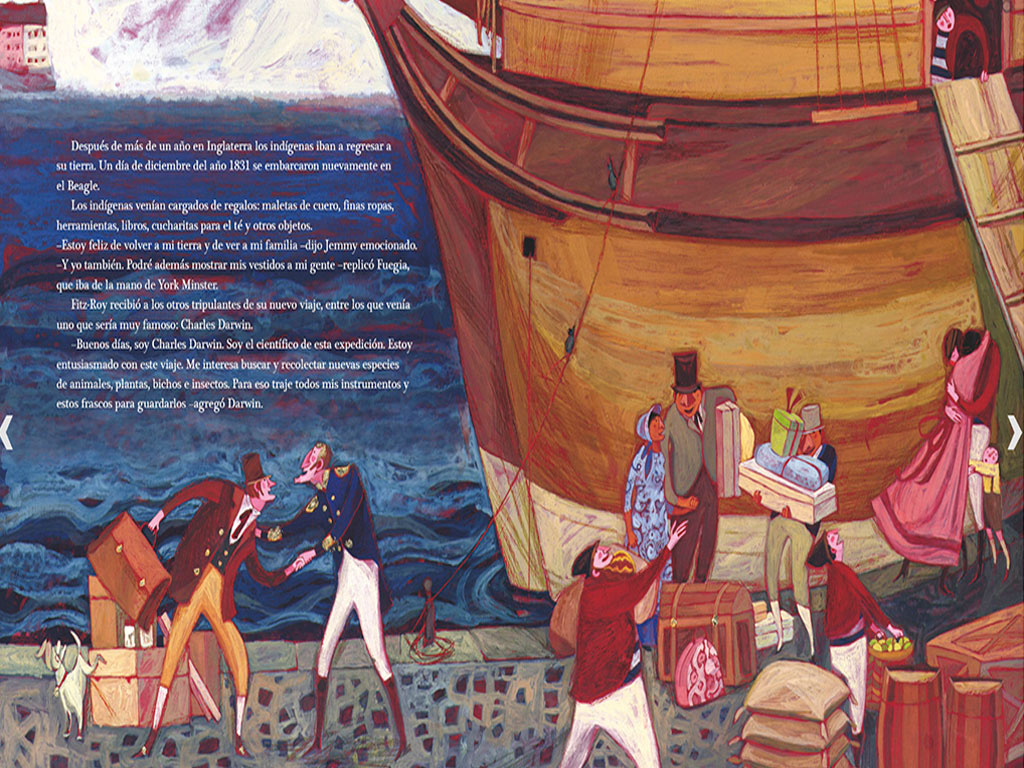 Después de más de un año en Inglaterra los indígenas iban a regresar a
su tierra. Un día de diciembre del año 1831 se embarcaron nuevamente en
el Beagle.
Los indígenas venían cargados de regalos: maletas de cuero, finas ropas,
herramientas, libros, cucharitas para el té y otros objetos.
–Estoy feliz de volver a mi tierra y de ver a mi familia –dijo Jemmy emocionado.
–Y yo también. Podré además mostrar mis vestidos a mi gente –replicó Fuegia,
que iba de la mano de York Minster.
Fitz-Roy recibió a los otros tripulantes de su nuevo viaje, entre los que venía
uno que sería muy famoso: Charles Darwin.
–Buenos días, soy Charles Darwin. Soy el científico de esta expedición. Estoy
entusiasmado con este viaje. Me interesa buscar y recolectar nuevas especies
de animales, plantas, bichos e insectos. Para eso traje todos mis instrumentos y
estos frascos para guardarlos –agregó Darwin.